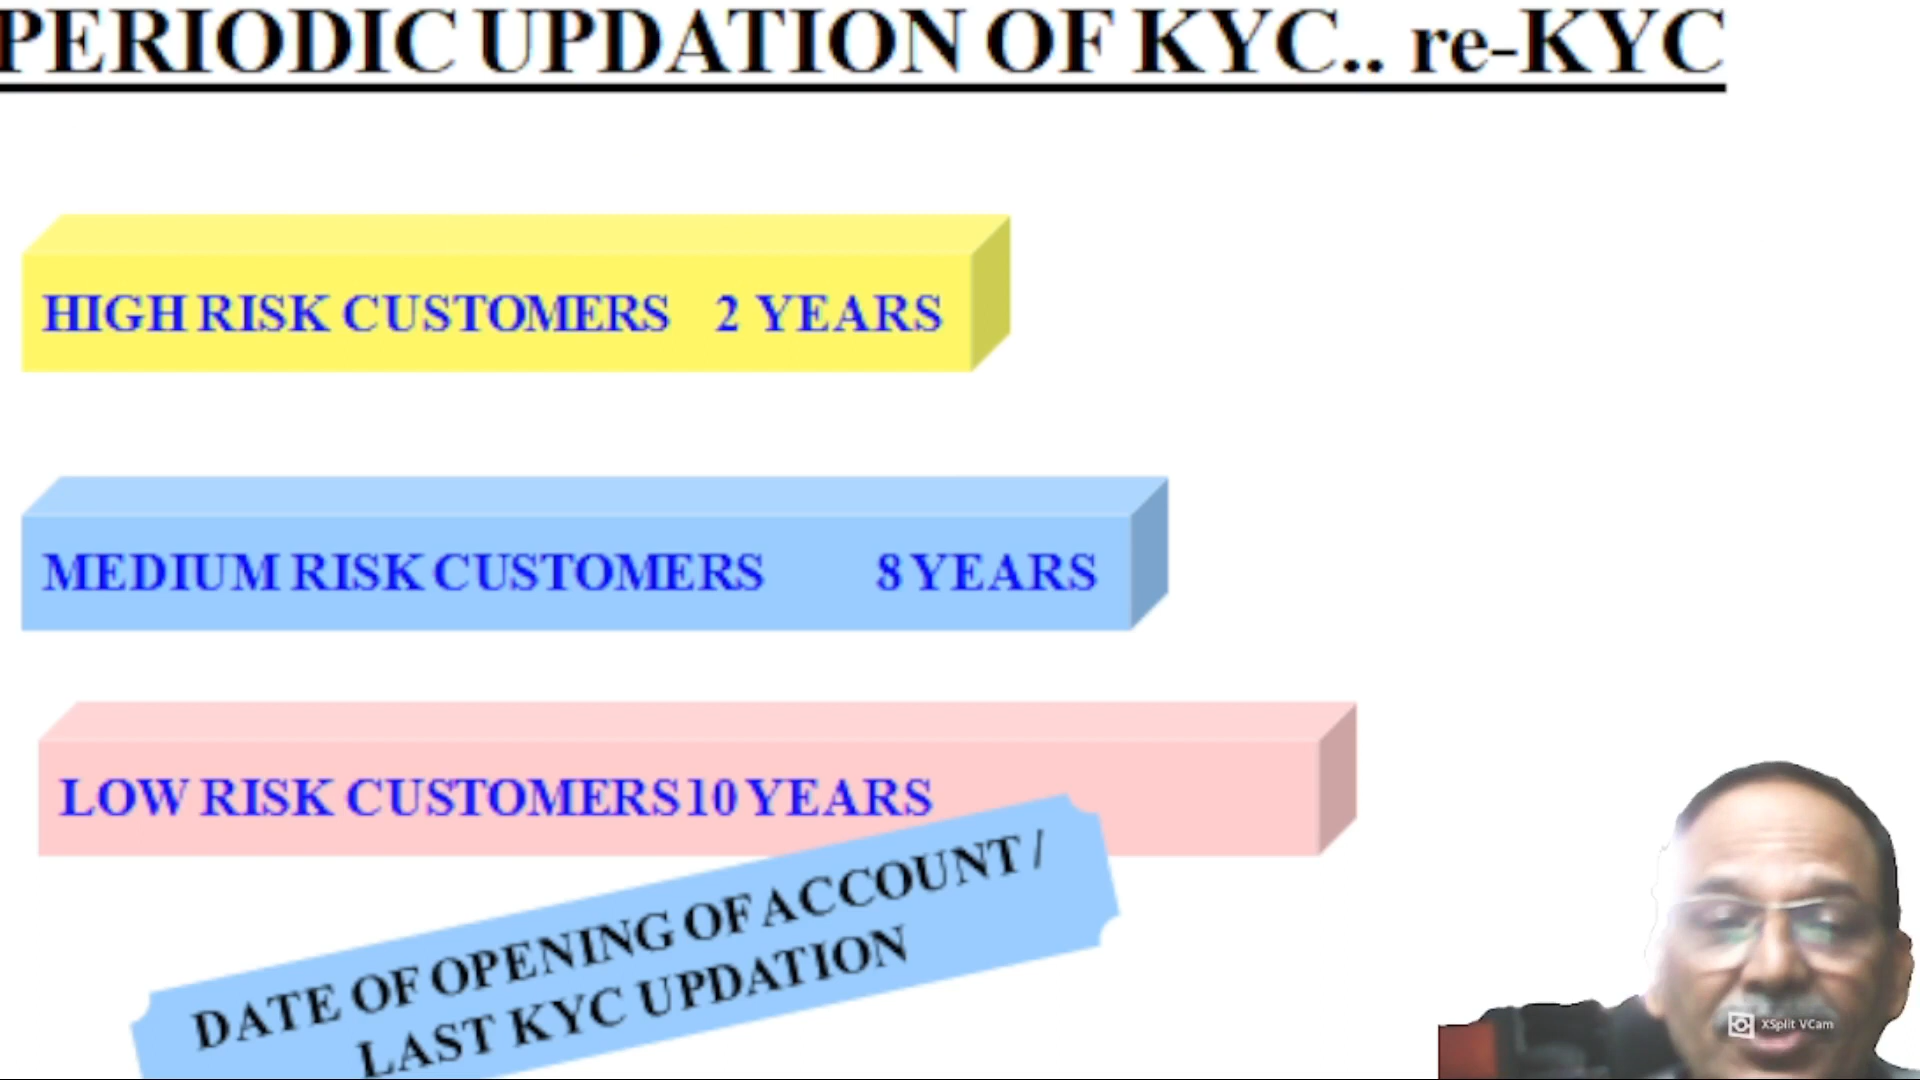 PERIODIC UPDATION OF KYC.. re-KYC
HIGH RISK CUSTOMERS 2 YEARS
MEDIUM RISK CUSTOMERS 8 YEARS
LOW RISK CUSTOMERS 10 YEARS
DATE OF OPENING OF ACCOUNT /
LAST KYC UPDATION
XSplit VCam